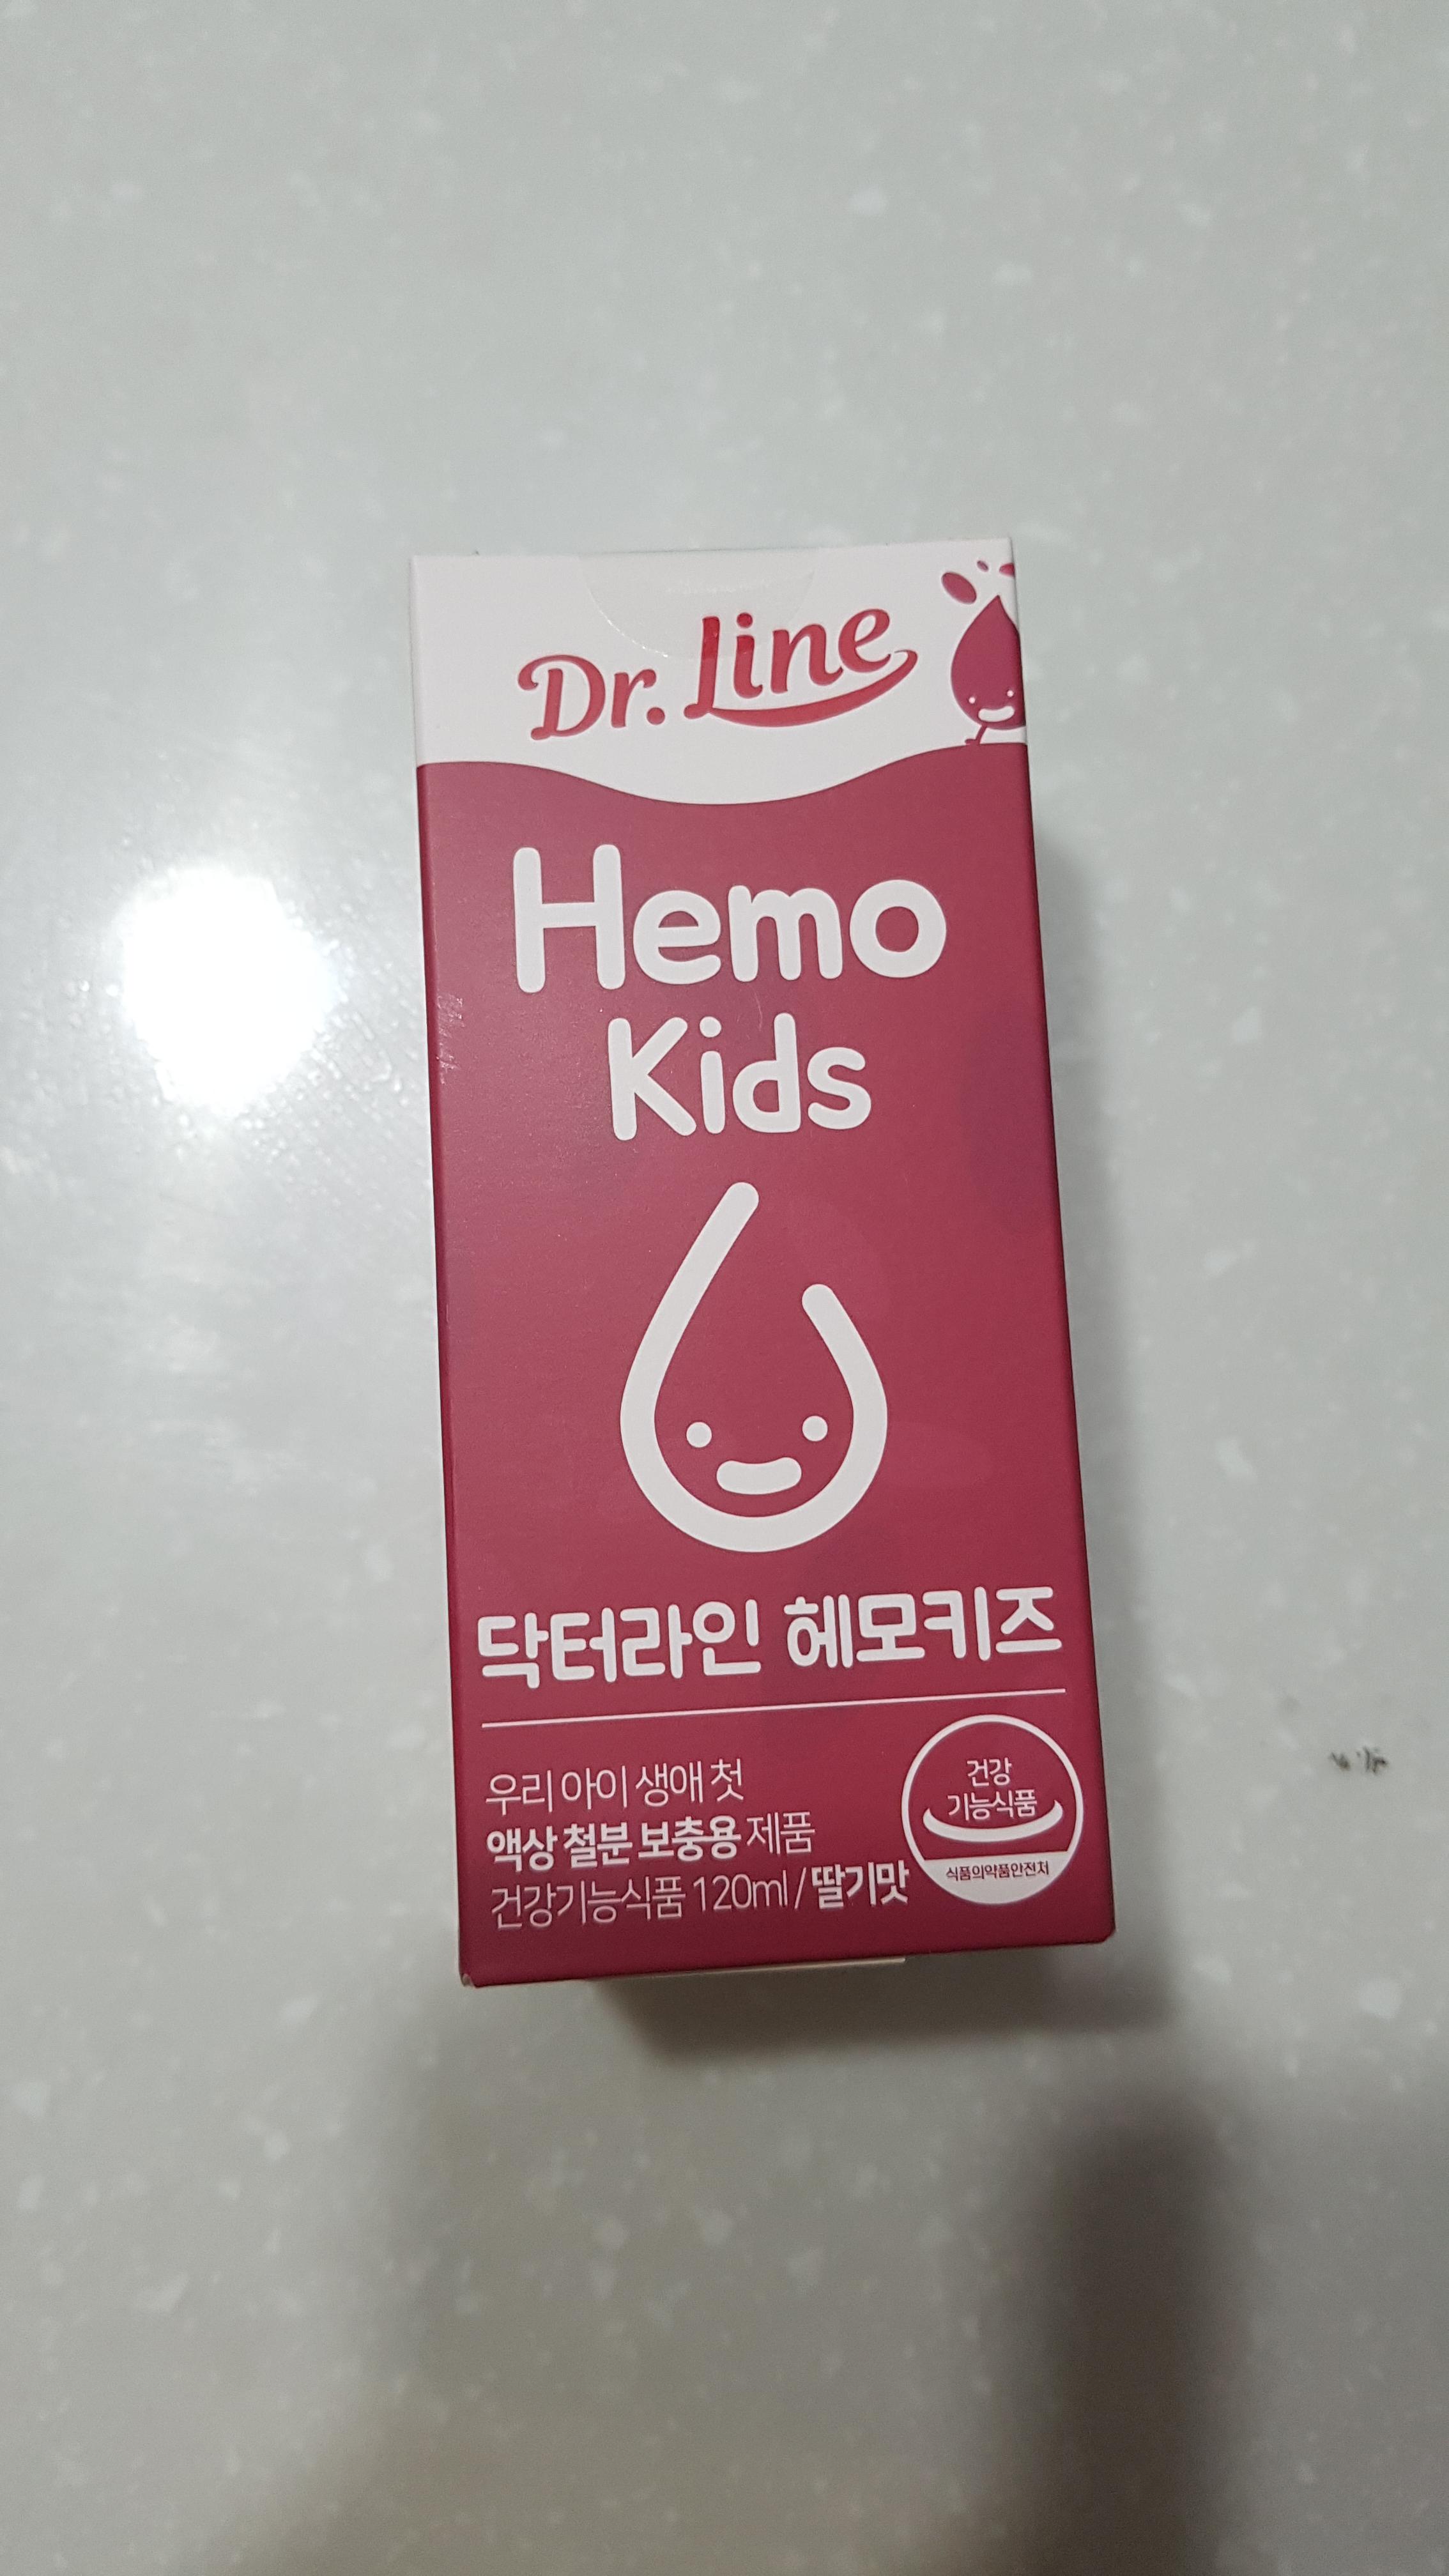 Dr. Line
Hemo
Kids
닥터라인 헤모키즈
우리 아이 생애 첫
액상 철분 보충용 제품
건강기능식품 120ml / 딸기맛
건강
기능식품
식품의약품안전처